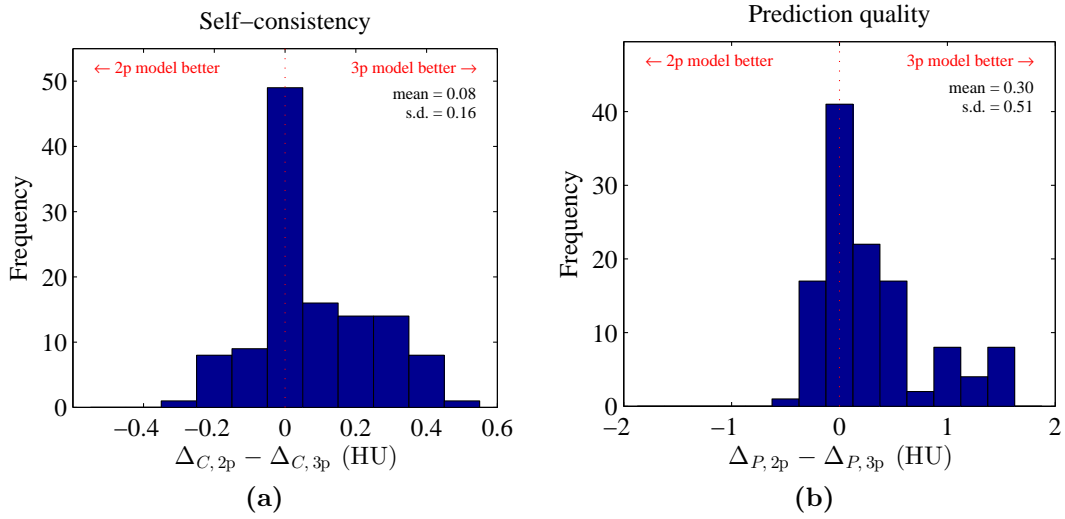 Self−consistency
← 2p model better
3p model better →
mean = 0.08
s.d. = 0.16
Frequency
50
40
30
20
10
0
−0.4 −0.2 0 0.2 0.4 0.6
Δ_{C, 2p} − Δ_{C, 3p} (HU)
(a)
Prediction quality
← 2p model better
3p model better →
mean = 0.30
s.d. = 0.51
Frequency
40
30
20
10
0
−2 −1 0 1 2
Δ_{P, 2p} − Δ_{P, 3p} (HU)
(b)